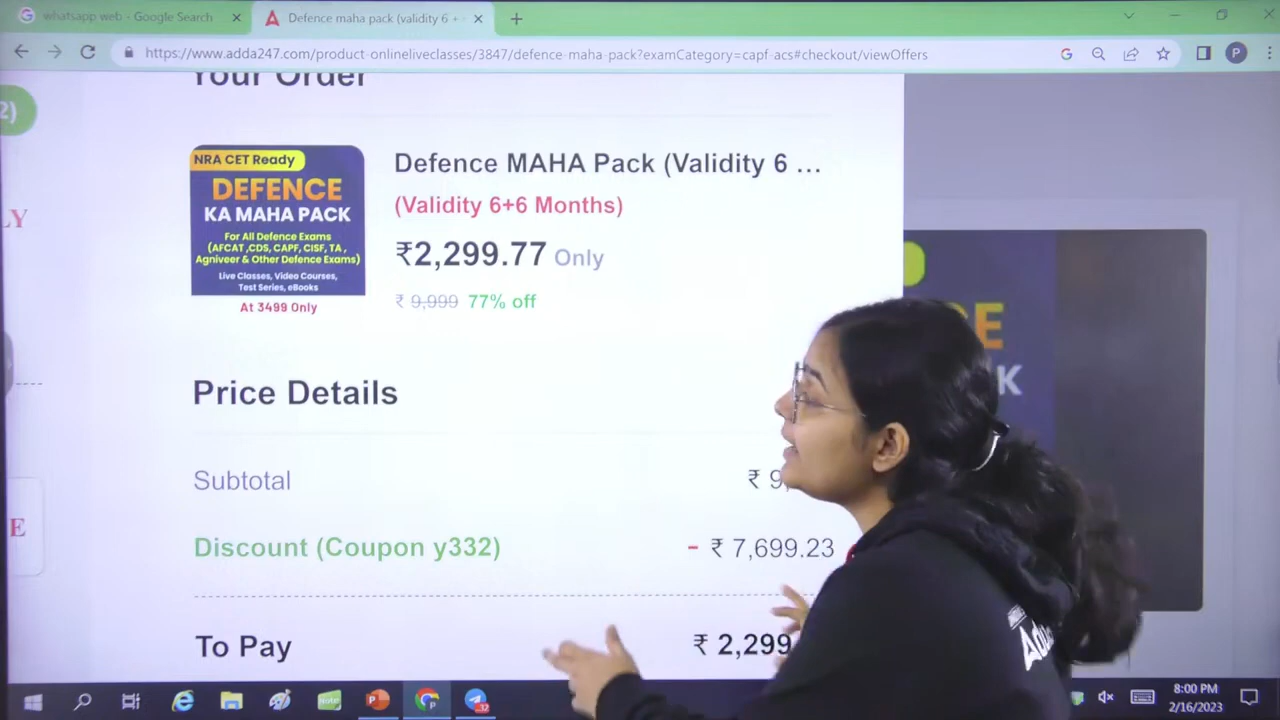 whatsapp web - Google Search
Defence maha pack (validity 6 +
https://www.adda247.com/product-onlineliveclasses/3847/defence-maha-pack?examCategory=capf-acs#checkout/viewOffers
P
Your Order
2)
LY
NRA CET Ready
DEFENCE
KA MAHA PACK
For All Defence Exams
(AFCAT ,CDS, CAPF, CISF, TA ,
Agniveer & Other Defence Exams)
Live Classes, Video Courses,
Test Series, eBooks
At 3499 Only
Defence MAHA Pack (Validity 6 ...
(Validity 6+6 Months)
₹2,299.77 Only
₹ 9,999 77% off
E
K
Price Details
Subtotal ₹ 9,
E
Discount (Coupon y332) - ₹ 7,699.23
To Pay ₹ 2,299
8:00 PM
2/16/2023